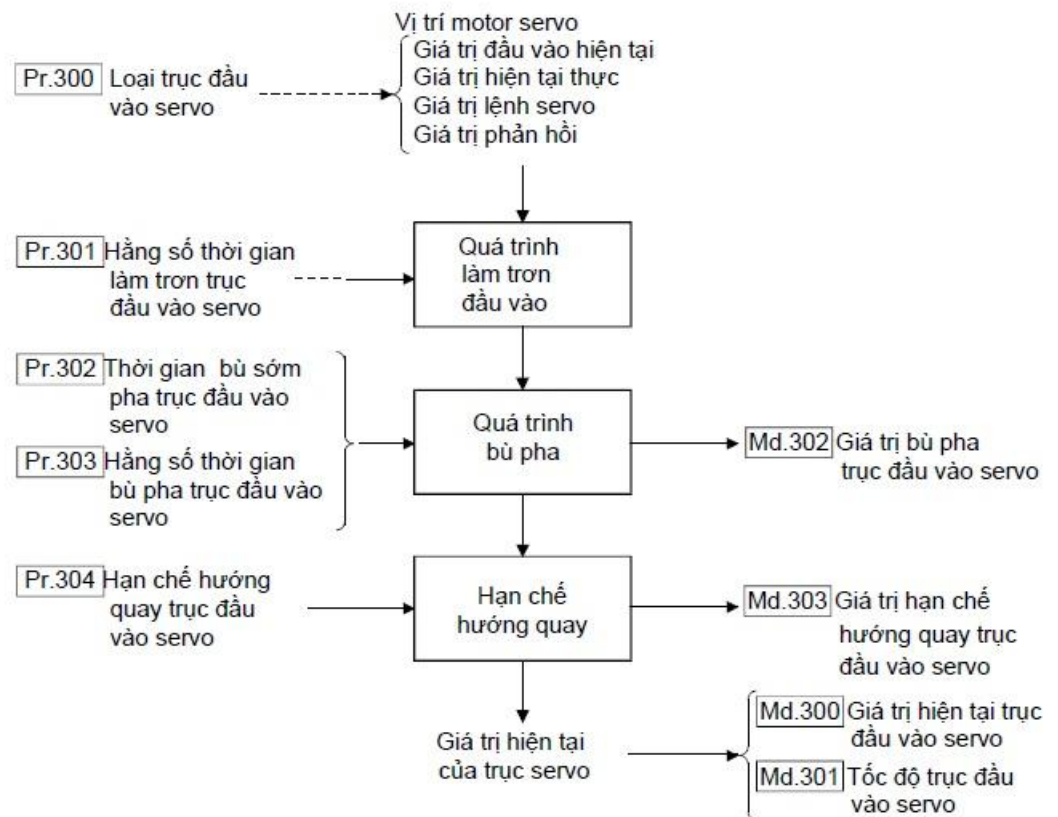 Vị trí motor servo
Giá trị đầu vào hiện tại
Giá trị hiện tại thực
Giá trị lệnh servo
Giá trị phản hồi
Pr.300 Loại trục đầu
vào servo
Pr.301 Hằng số thời gian
làm trơn trục
đầu vào servo
Quá trình
làm trơn
đầu vào
Pr.302 Thời gian bù sớm
pha trục đầu vào
servo
Pr.303 Hằng số thời gian
bù pha trục đầu vào
servo
Quá trình
bù pha
Md.302 Giá trị bù pha
trục đầu vào servo
Pr.304 Hạn chế hướng
quay trục đầu
vào servo
Hạn chế
hướng quay
Md.303 Giá trị hạn chế
hướng quay trục
đầu vào servo
Giá trị hiện tại
của trục servo
Md.300 Giá trị hiện tại trục
đầu vào servo
Md.301 Tốc độ trục đầu
vào servo